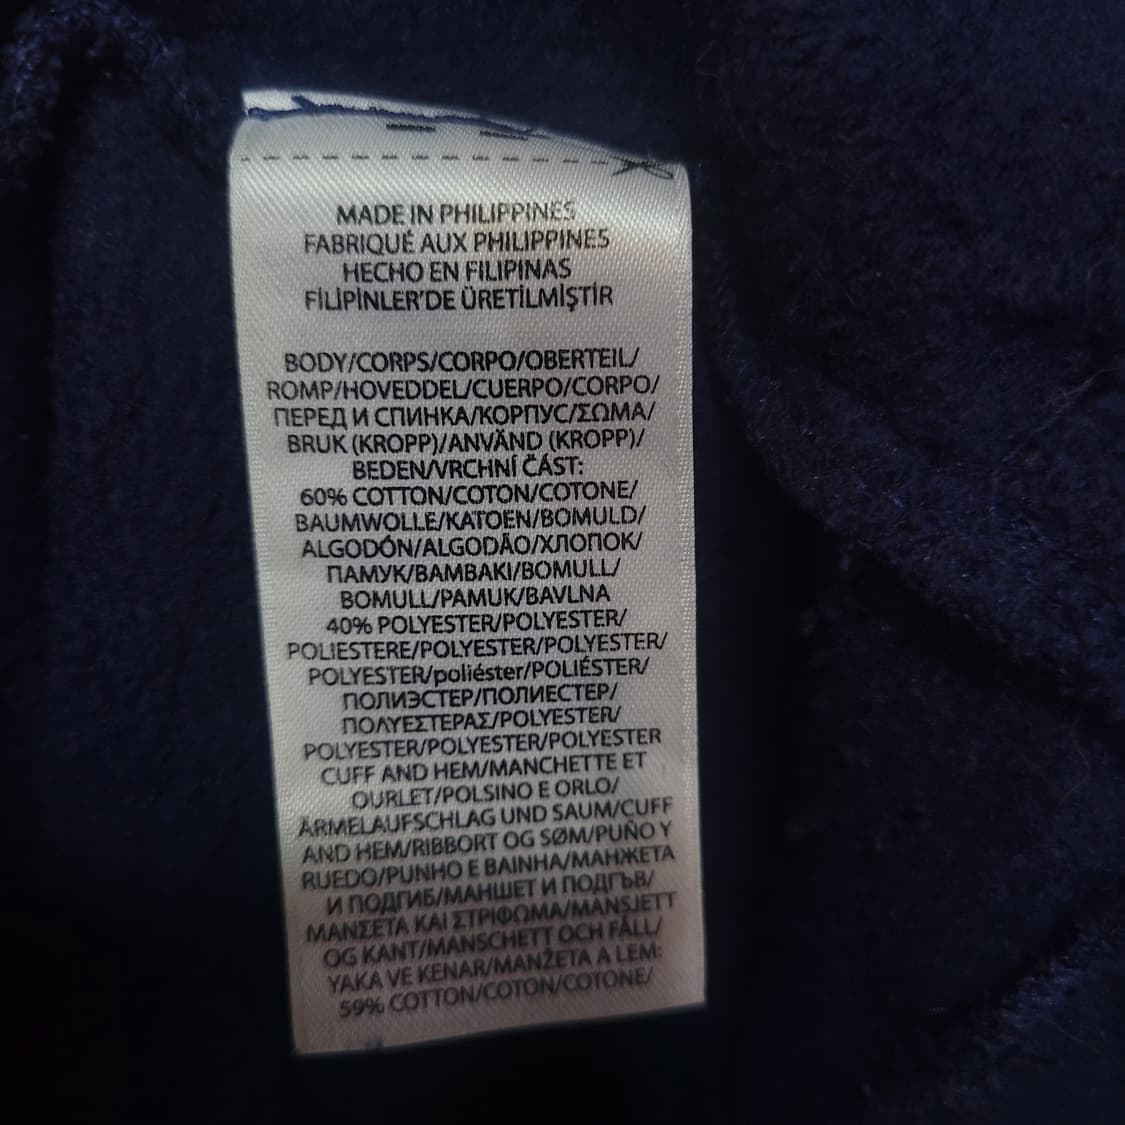 MADE IN PHILIPPINES
FABRIQUÉ AUX PHILIPPINES
HECHO EN FILIPINAS
FİLİPİNLER'DE ÜRETİLMİŞTİR
BODY/CORPS/CORPO/OBERTEIL/
ROMP/HOVEDDEL/CUERPO/CORPO/
ПЕРЕД И СПИНКА/КОРПУС/ΣΩΜΑ/
BRUK (KROPP)/ANVÄND (KROPP)/
BEDEN/VRCHNÍ ČÁST:
60% COTTON/COTON/COTONE/
BAUMWOLLE/KATOEN/BOMULD/
ALGODÓN/ALGODÃO/ХЛОПОК/
ПАМУК/BAMBAKI/BOMULL/
BOMULL/PAMUK/BAVLNA
40% POLYESTER/POLYESTER/
POLIESTERE/POLYESTER/POLYESTER/
POLYESTER/poliéster/POLIÉSTER/
ПОЛИЭСТЕР/ПОЛИЕСТЕР/
ΠΟΛΥΕΣΤΕΡΑΣ/POLYESTER/
POLYESTER/POLYESTER/POLYESTER
CUFF AND HEM/MANCHETTE ET
OURLET/POLSINO E ORLO/
ÄRMELAUFSCHLAG UND SAUM/CUFF
AND HEM/RIBBORT OG SØM/PUÑO Y
RUEDO/PUNHO E BAINHA/МАНЖЕТА
И ПОДГИБ/МАНШЕТ И ПОДГЪВ/
ΜΑΝΣΕΤΑ ΚΑΙ ΣΤΡΙΦΩΜΑ/MANSJETT
OG KANT/MANSCHETT OCH FÅLL/
YAKA VE KENAR/MANŽETA A LEM:
59% COTTON/COTON/COTONE/